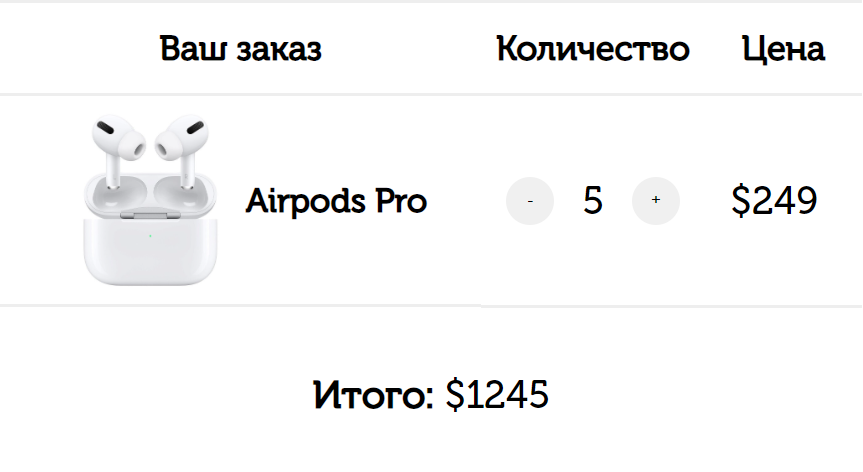 Ваш заказ Количество Цена
Airpods Pro - 5 + $249
Итого: $1245